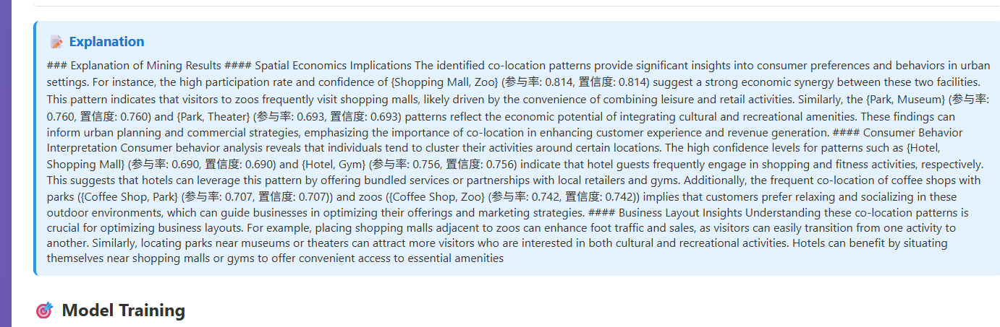 Explanation
### Explanation of Mining Results #### Spatial Economics Implications The identified co-location patterns provide significant insights into consumer preferences and behaviors in urban
settings. For instance, the high participation rate and confidence of {Shopping Mall, Zoo} (参与率: 0.814, 置信度: 0.814) suggest a strong economic synergy between these two facilities.
This pattern indicates that visitors to zoos frequently visit shopping malls, likely driven by the convenience of combining leisure and retail activities. Similarly, the {Park, Museum} (参与率:
0.760, 置信度: 0.760) and {Park, Theater} (参与率: 0.693, 置信度: 0.693) patterns reflect the economic potential of integrating cultural and recreational amenities. These findings can
inform urban planning and commercial strategies, emphasizing the importance of co-location in enhancing customer experience and revenue generation. #### Consumer Behavior
Interpretation Consumer behavior analysis reveals that individuals tend to cluster their activities around certain locations. The high confidence levels for patterns such as {Hotel,
Shopping Mall} (参与率: 0.690, 置信度: 0.690) and {Hotel, Gym} (参与率: 0.756, 置信度: 0.756) indicate that hotel guests frequently engage in shopping and fitness activities, respectively.
This suggests that hotels can leverage this pattern by offering bundled services or partnerships with local retailers and gyms. Additionally, the frequent co-location of coffee shops with
parks ({Coffee Shop, Park} (参与率: 0.707, 置信度: 0.707)) and zoos ({Coffee Shop, Zoo} (参与率: 0.742, 置信度: 0.742)) implies that customers prefer relaxing and socializing in these
outdoor environments, which can guide businesses in optimizing their offerings and marketing strategies. #### Business Layout Insights Understanding these co-location patterns is
crucial for optimizing business layouts. For example, placing shopping malls adjacent to zoos can enhance foot traffic and sales, as visitors can easily transition from one activity to
another. Similarly, locating parks near museums or theaters can attract more visitors who are interested in both cultural and recreational activities. Hotels can benefit by situating
themselves near shopping malls or gyms to offer convenient access to essential amenities
Model Training